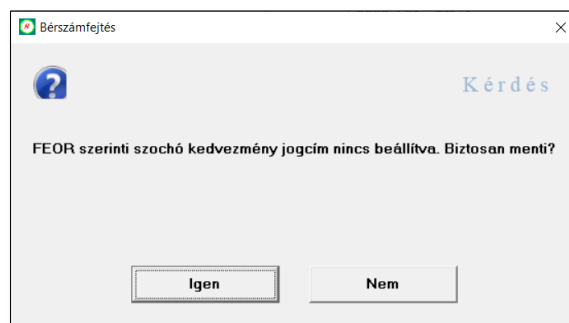 Bérszámfejtés
Kérdés
FEOR szerinti szochó kedvezmény jogcím nincs beállítva. Biztosan menti?
Igen Nem